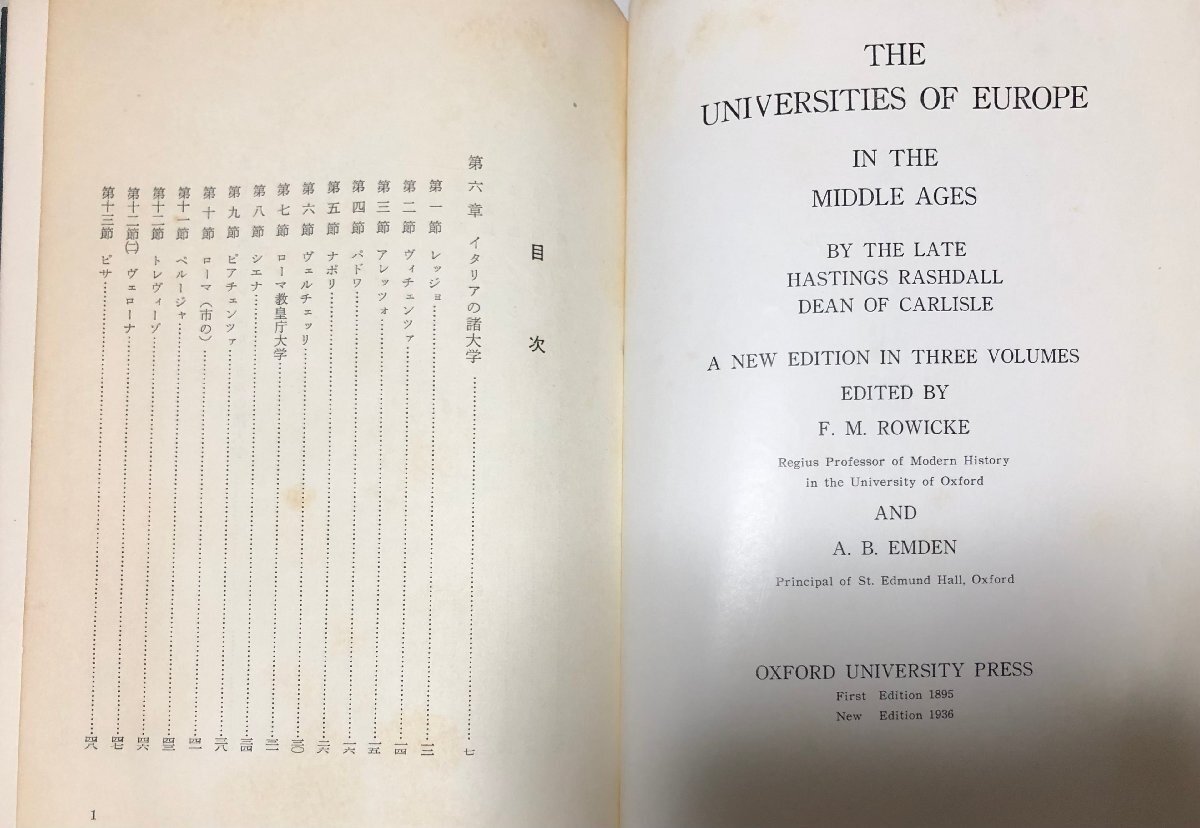 THE
UNIVERSITIES OF EUROPE
IN THE
MIDDLE AGES
BY THE LATE
HASTINGS RASHDALL
DEAN OF CARLISLE
A NEW EDITION IN THREE VOLUMES
EDITED BY
F. M. ROWICKE
Regius Professor of Modern History
in the University of Oxford
AND
A. B. EMDEN
Principal of St. Edmund Hall, Oxford
OXFORD UNIVERSITY PRESS
First Edition 1895
New Edition 1936
目次
第六章 イタリアの諸大学……七
第一節 レッジョ……
第二節 ヴィチェンツァ……一四
第三節 アレッツォ……一五
第四節 パドワ……一六
第五節 ナポリ……二六
第六節 ヴェルチェッリ……三〇
第七節 ローマ教皇庁大学……
第八節 シエナ……三四
第九節 ピアチェンツァ……三八
第十節 ローマ(市の)……
第十一節 ペルージャ……四三
第十二節 トレヴィーゾ……四六
第十二節(二) ヴェローナ……四七
第十三節 ピサ……四八
1